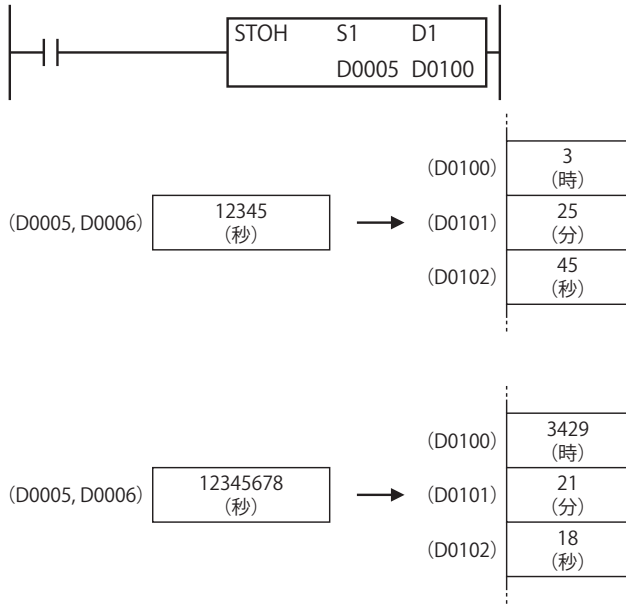 STOH S1 D1
D0005 D0100
(D0005, D0006)
12345
(秒)
(D0100)
3
(時)
(D0101)
25
(分)
(D0102)
45
(秒)
(D0005, D0006)
12345678
(秒)
(D0100)
3429
(時)
(D0101)
21
(分)
(D0102)
18
(秒)